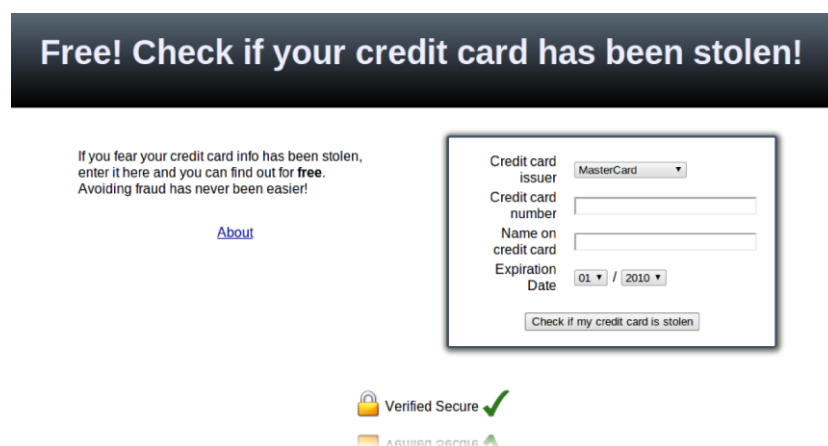 Free! Check if your credit card has been stolen!
If you fear your credit card info has been stolen,
enter it here and you can find out for free.
Avoiding fraud has never been easier!
About
Credit card
issuer
MasterCard
Credit card
number
Name on
credit card
Expiration
Date
01 / 2010
Check if my credit card is stolen
Verified Secure
Verified Secure